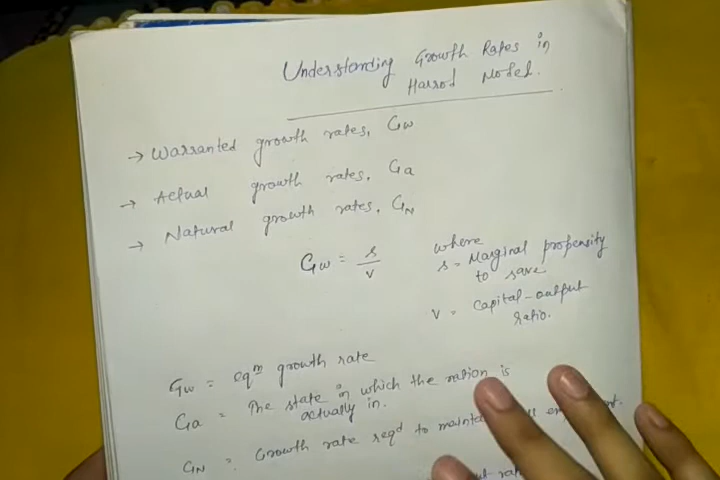 Understanding Growth Rates in
Harrod Model.
→ Warranted growth rates, Gw
→ Actual growth rates, Ga
→ Natural growth rates, GN
Gw = s/v
where
s = Marginal propensity
to save.
v = Capital-output
ratio.
Gw = eqm growth rate
Ga = The state in which the nation is
actually in.
GN : Growth rate reqd to